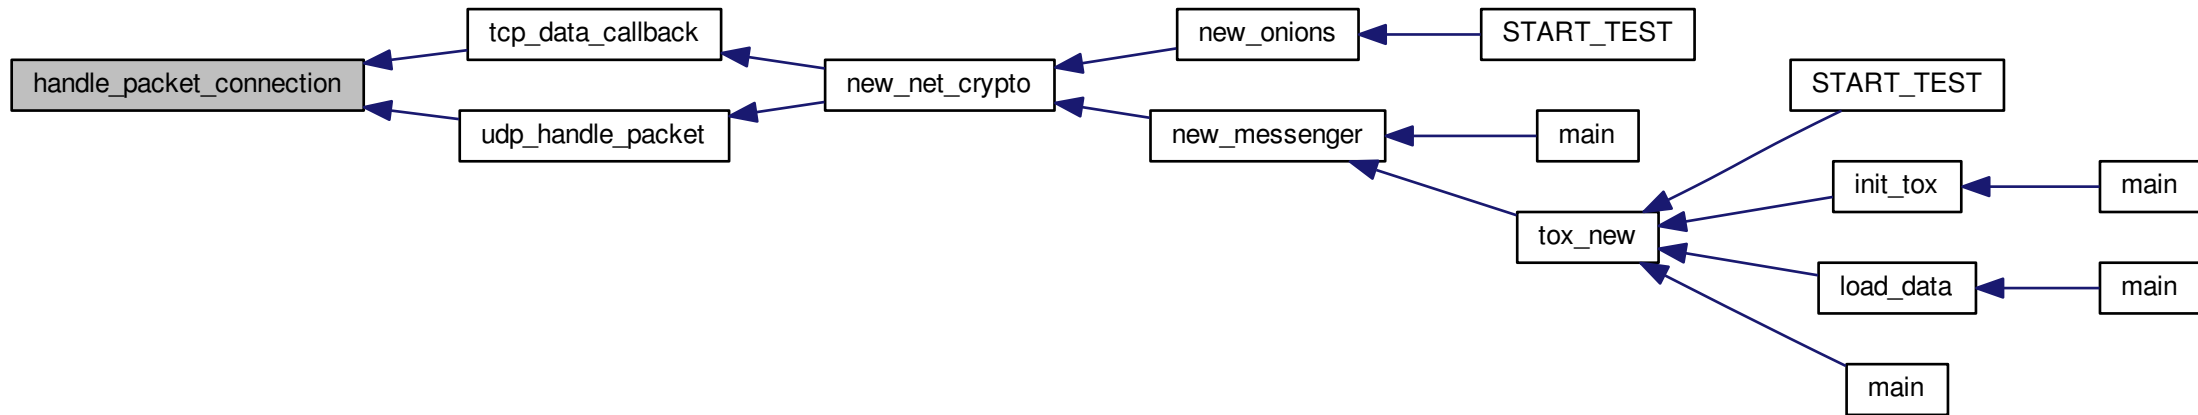 handle_packet_connection
tcp_data_callback
udp_handle_packet
new_net_crypto
new_onions
new_messenger
START_TEST
main
tox_new
START_TEST
init_tox
load_data
main
main
main